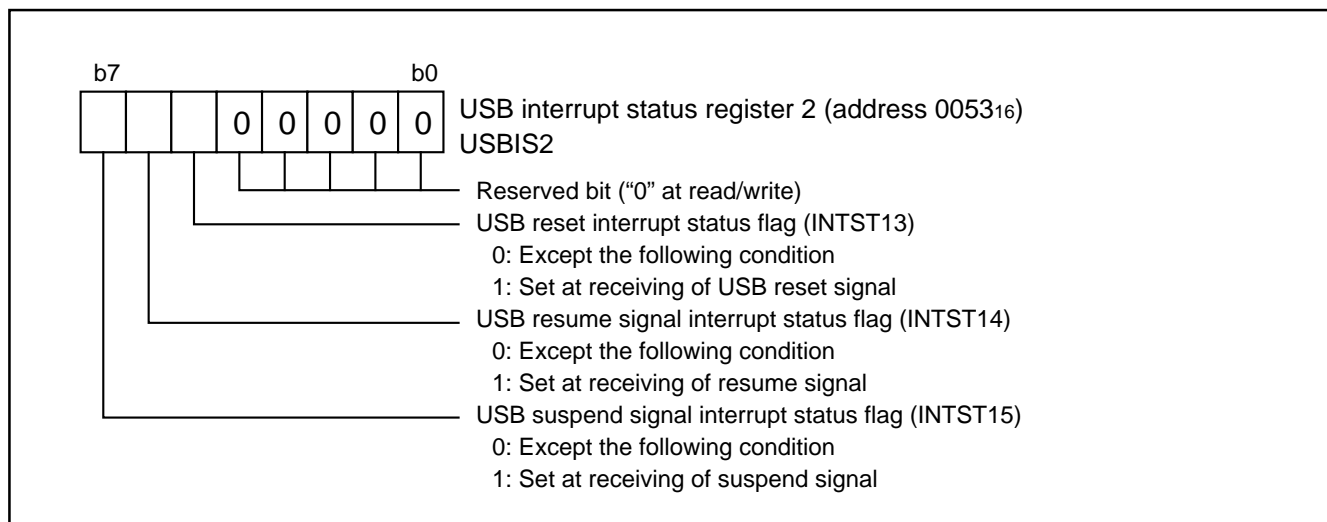 b7 b0
0 0 0 0 0
USB interrupt status register 2 (address 005316)
USBIS2
Reserved bit (“0” at read/write)
USB reset interrupt status flag (INTST13)
0: Except the following condition
1: Set at receiving of USB reset signal
USB resume signal interrupt status flag (INTST14)
0: Except the following condition
1: Set at receiving of resume signal
USB suspend signal interrupt status flag (INTST15)
0: Except the following condition
1: Set at receiving of suspend signal